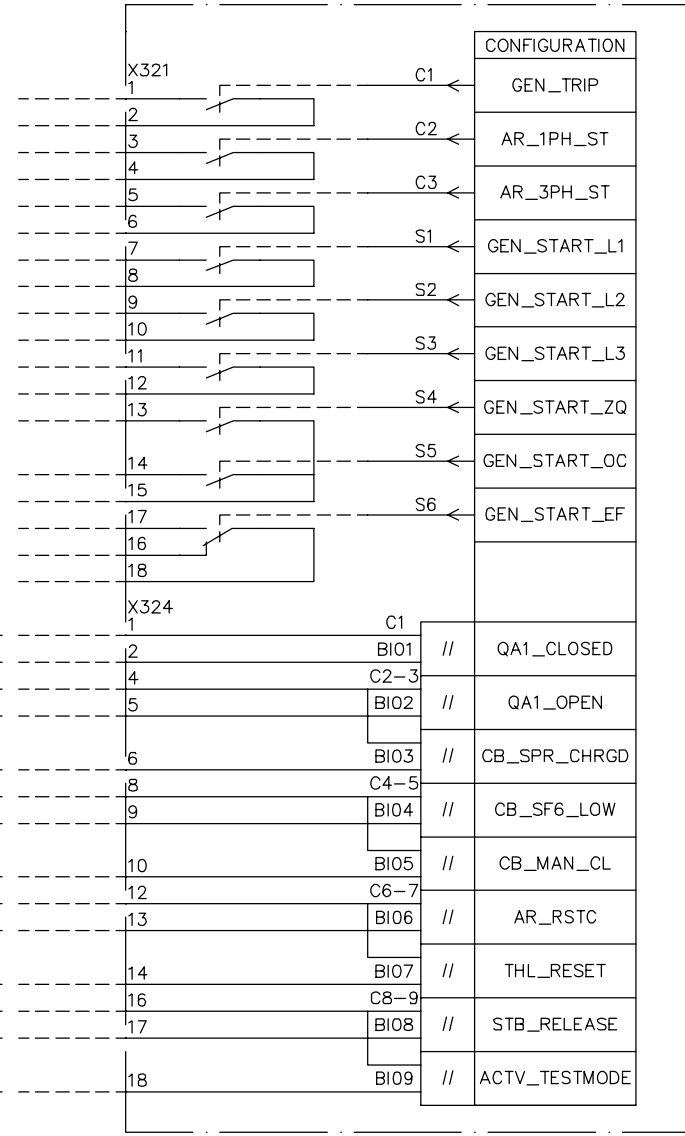 CONFIGURATION
X321
1
C1
GEN_TRIP
2
3
C2
AR_1PH_ST
4
5
C3
AR_3PH_ST
6
7
S1
GEN_START_L1
8
9
S2
GEN_START_L2
10
11
S3
GEN_START_L3
12
13
S4
GEN_START_ZQ
14
S5
GEN_START_OC
15
17
S6
GEN_START_EF
16
18
X324
1
C1
2
BI01
//
QA1_CLOSED
4
C2-3
5
BI02
//
QA1_OPEN
6
BI03
//
CB_SPR_CHRGD
8
C4-5
9
BI04
//
CB_SF6_LOW
10
BI05
//
CB_MAN_CL
12
C6-7
13
BI06
//
AR_RSTC
14
BI07
//
THL_RESET
16
C8-9
17
BI08
//
STB_RELEASE
18
BI09
//
ACTV_TESTMODE